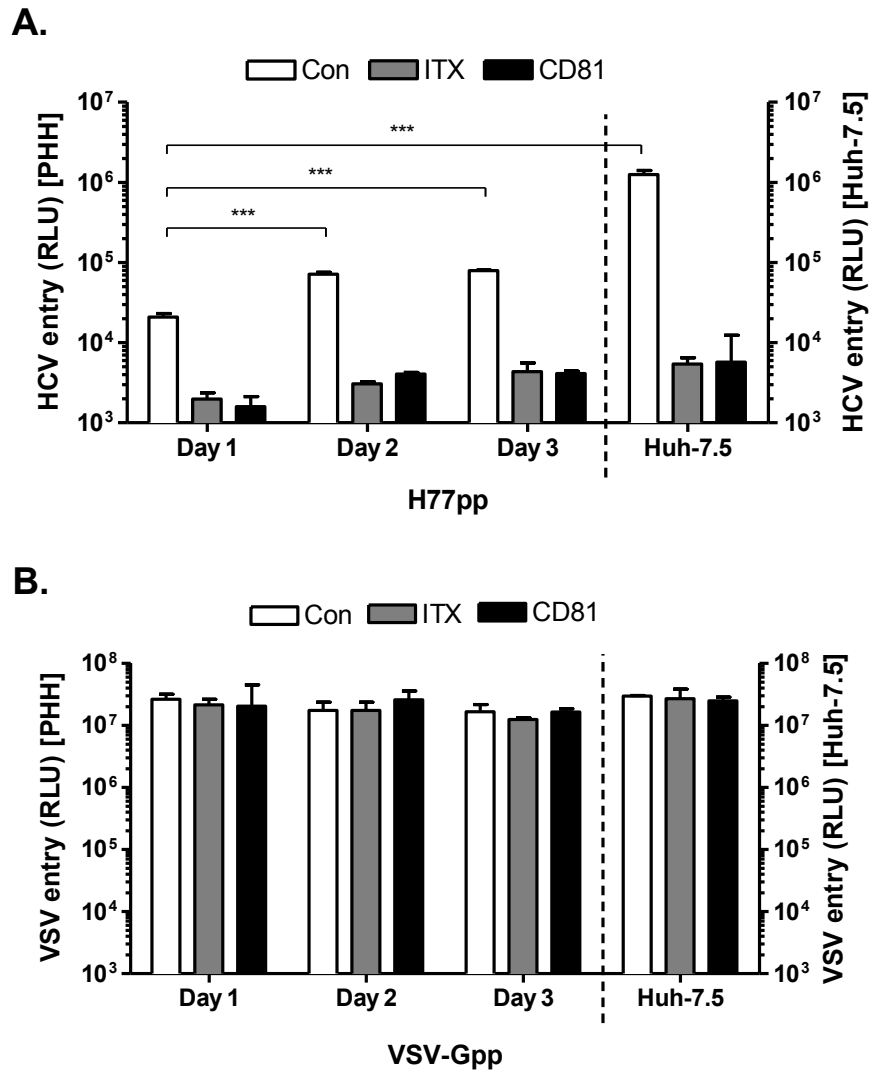 A.
Con ITX CD81
HCV entry (RLU) [PHH]
10⁷
10⁶
10⁵
10⁴
10³
***
***
***
10⁷
10⁶
10⁵
10⁴
10³
HCV entry (RLU) [Huh-7.5]
Day 1 Day 2 Day 3 Huh-7.5
H77pp
B.
Con ITX CD81
VSV entry (RLU) [PHH]
10⁸
10⁷
10⁶
10⁵
10⁴
10³
10⁸
10⁷
10⁶
10⁵
10⁴
10³
VSV entry (RLU) [Huh-7.5]
Day 1 Day 2 Day 3 Huh-7.5
VSV-Gpp